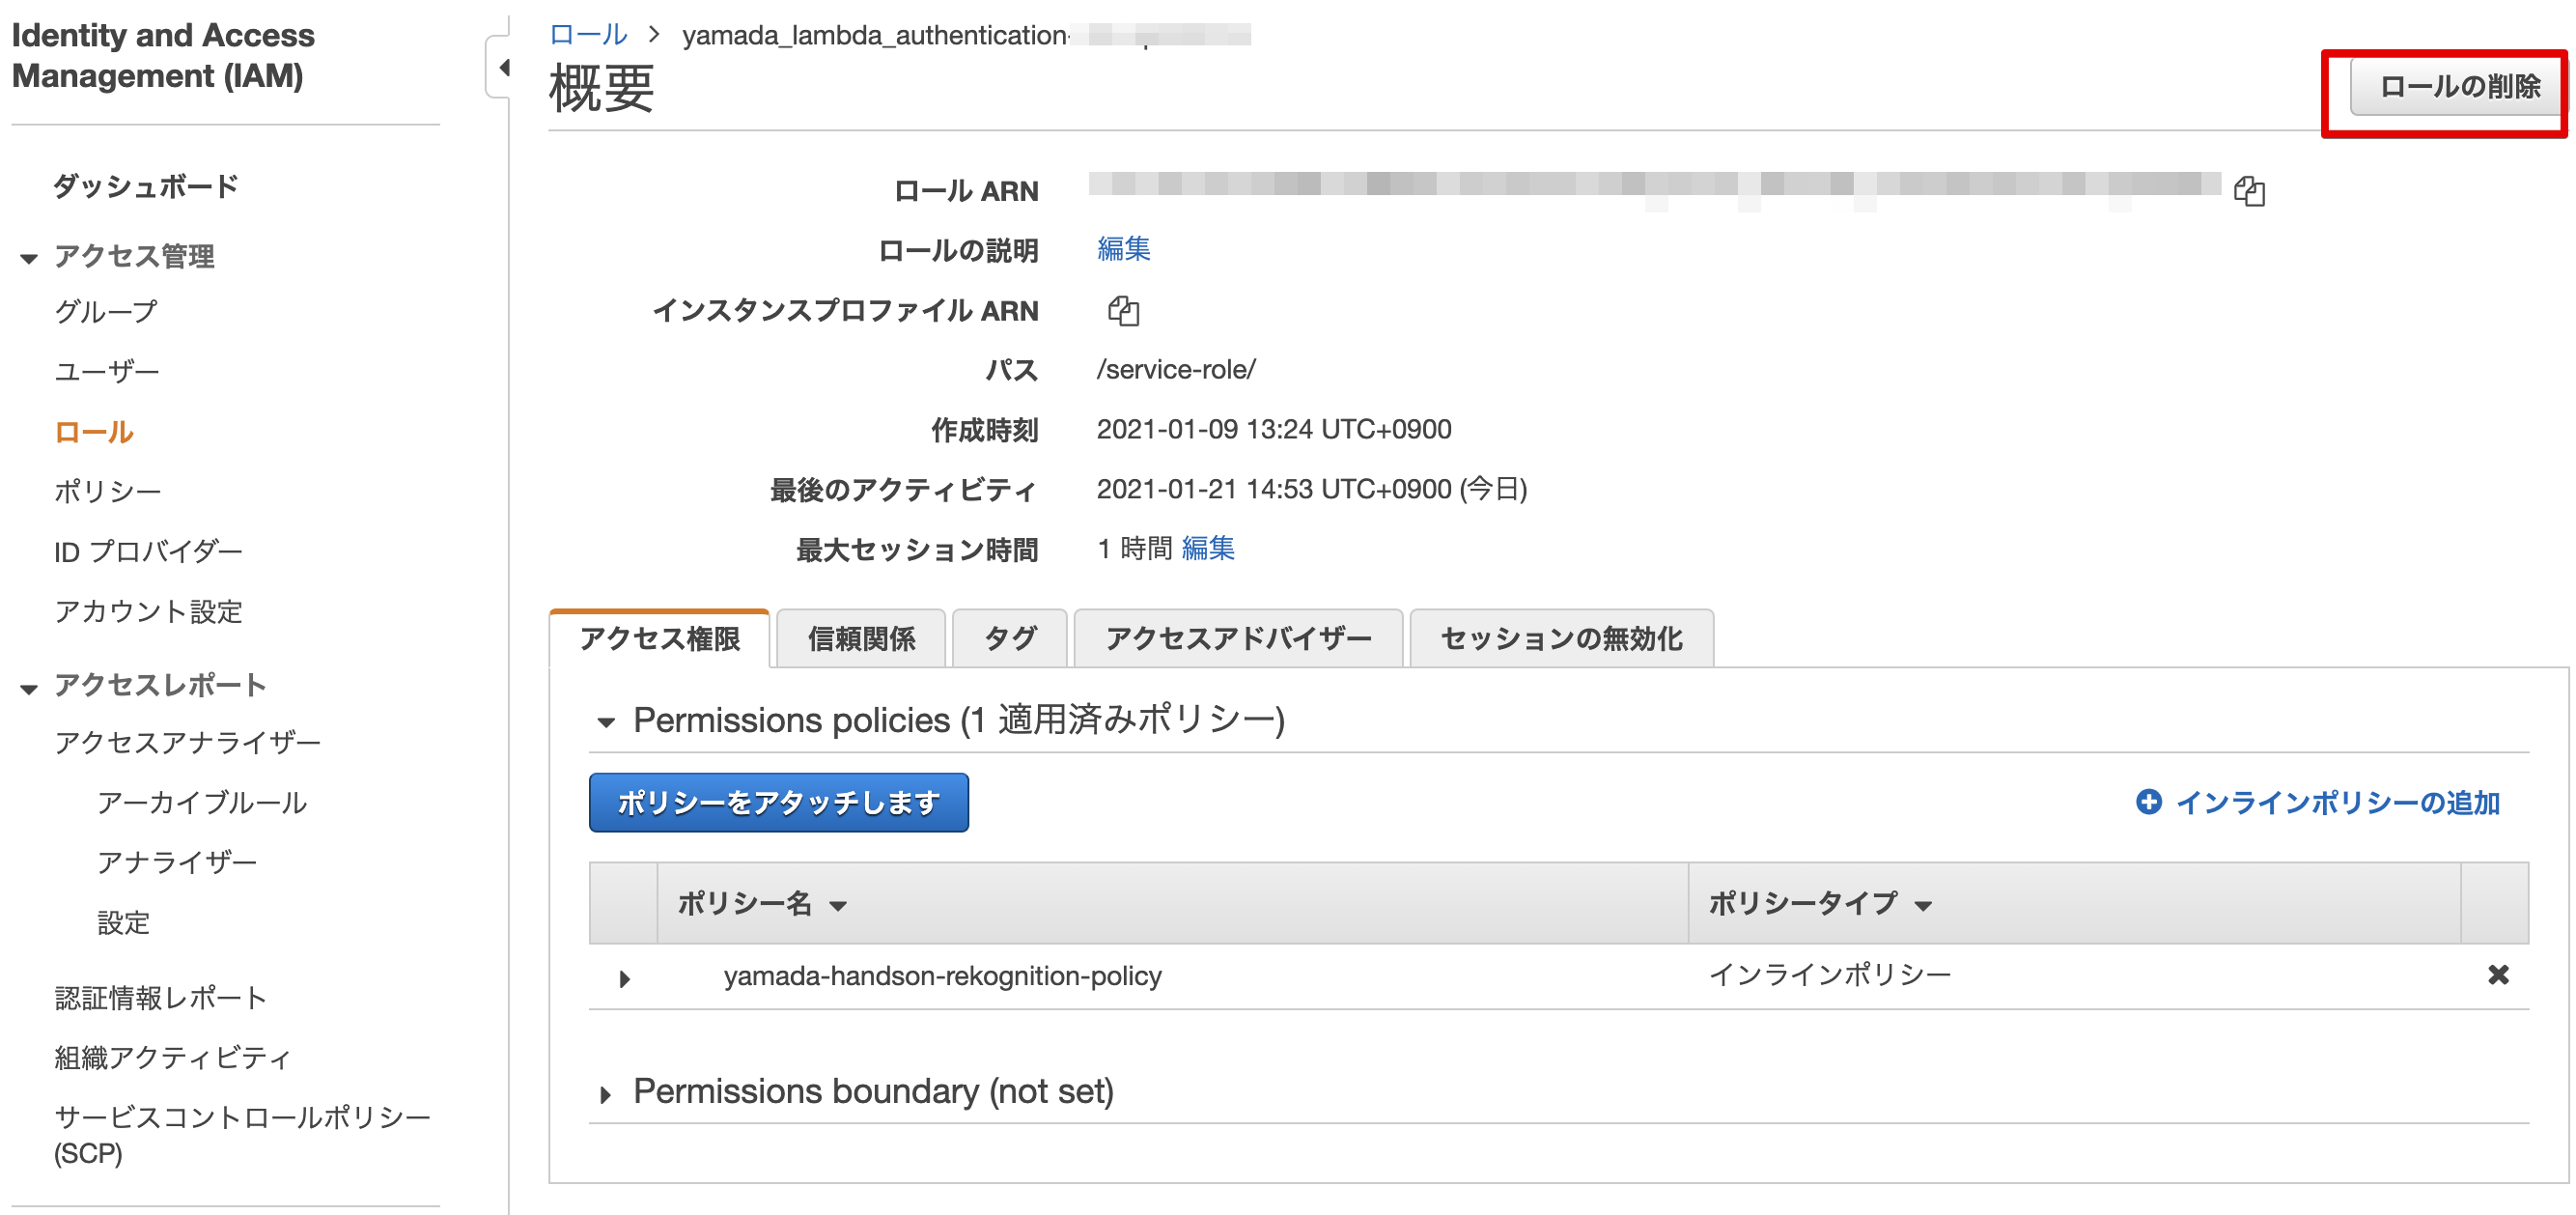 Identity and Access
Management (IAM)
ダッシュボード
アクセス管理
グループ
ユーザー
ロール
ポリシー
ID プロバイダー
アカウント設定
アクセスレポート
アクセスアナライザー
アーカイブルール
アナライザー
設定
認証情報レポート
組織アクティビティ
サービスコントロールポリシー
(SCP)
ロール > yamada_lambda_authentication-
概要
ロールの削除
ロール ARN
ロールの説明 編集
インスタンスプロファイル ARN
パス /service-role/
作成時刻 2021-01-09 13:24 UTC+0900
最後のアクティビティ 2021-01-21 14:53 UTC+0900 (今日)
最大セッション時間 1 時間 編集
アクセス権限 信頼関係 タグ アクセスアドバイザー セッションの無効化
Permissions policies (1 適用済みポリシー)
ポリシーをアタッチします インラインポリシーの追加
ポリシー名 ポリシータイプ
yamada-handson-rekognition-policy インラインポリシー
Permissions boundary (not set)